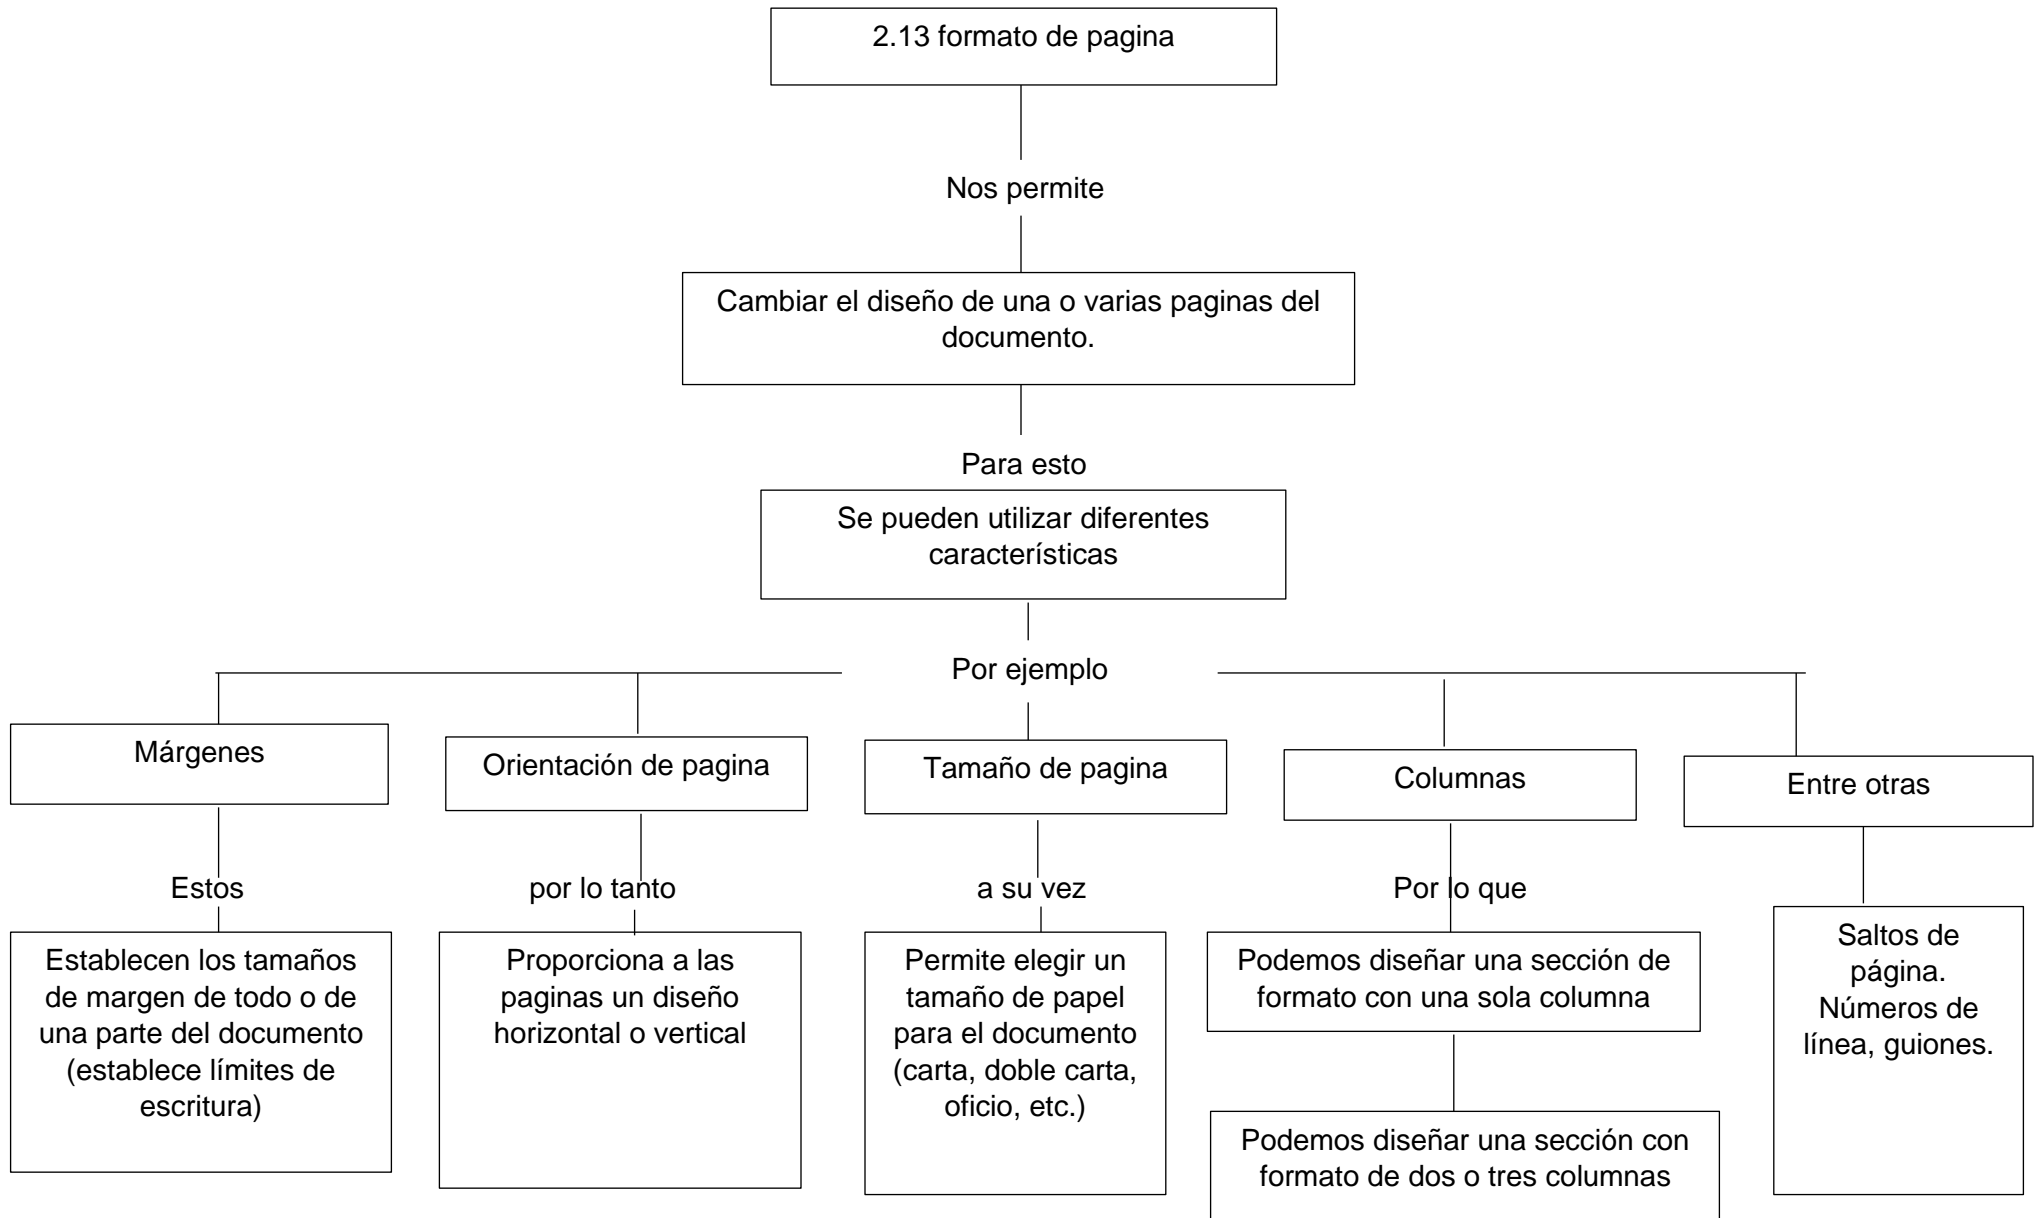 2.13 formato de pagina
Nos permite
Cambiar el diseño de una o varias paginas del
documento.
Para esto
Se pueden utilizar diferentes
características
Por ejemplo
Márgenes
Orientación de pagina
Tamaño de pagina
Columnas
Entre otras
Estos
por lo tanto
a su vez
Por lo que
Establecen los tamaños
de margen de todo o de
una parte del documento
(establece límites de
escritura)
Proporciona a las
paginas un diseño
horizontal o vertical
Permite elegir un
tamaño de papel
para el documento
(carta, doble carta,
oficio, etc.)
Podemos diseñar una sección de
formato con una sola columna
Podemos diseñar una sección con
formato de dos o tres columnas
Saltos de
página.
Números de
línea, guiones.